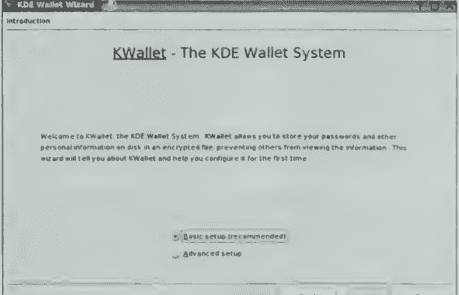 KDE Wallet Wizard
Introduction
KWallet - The KDE Wallet System
Welcome to KWallet, the KDE Wallet System. KWallet allows you to store your passwords and other
personal information on disk in an encrypted file, preventing others from viewing the information. This
wizard will tell you about KWallet and help you configure it for the first time.
Basic setup (recommended)
Advanced setup